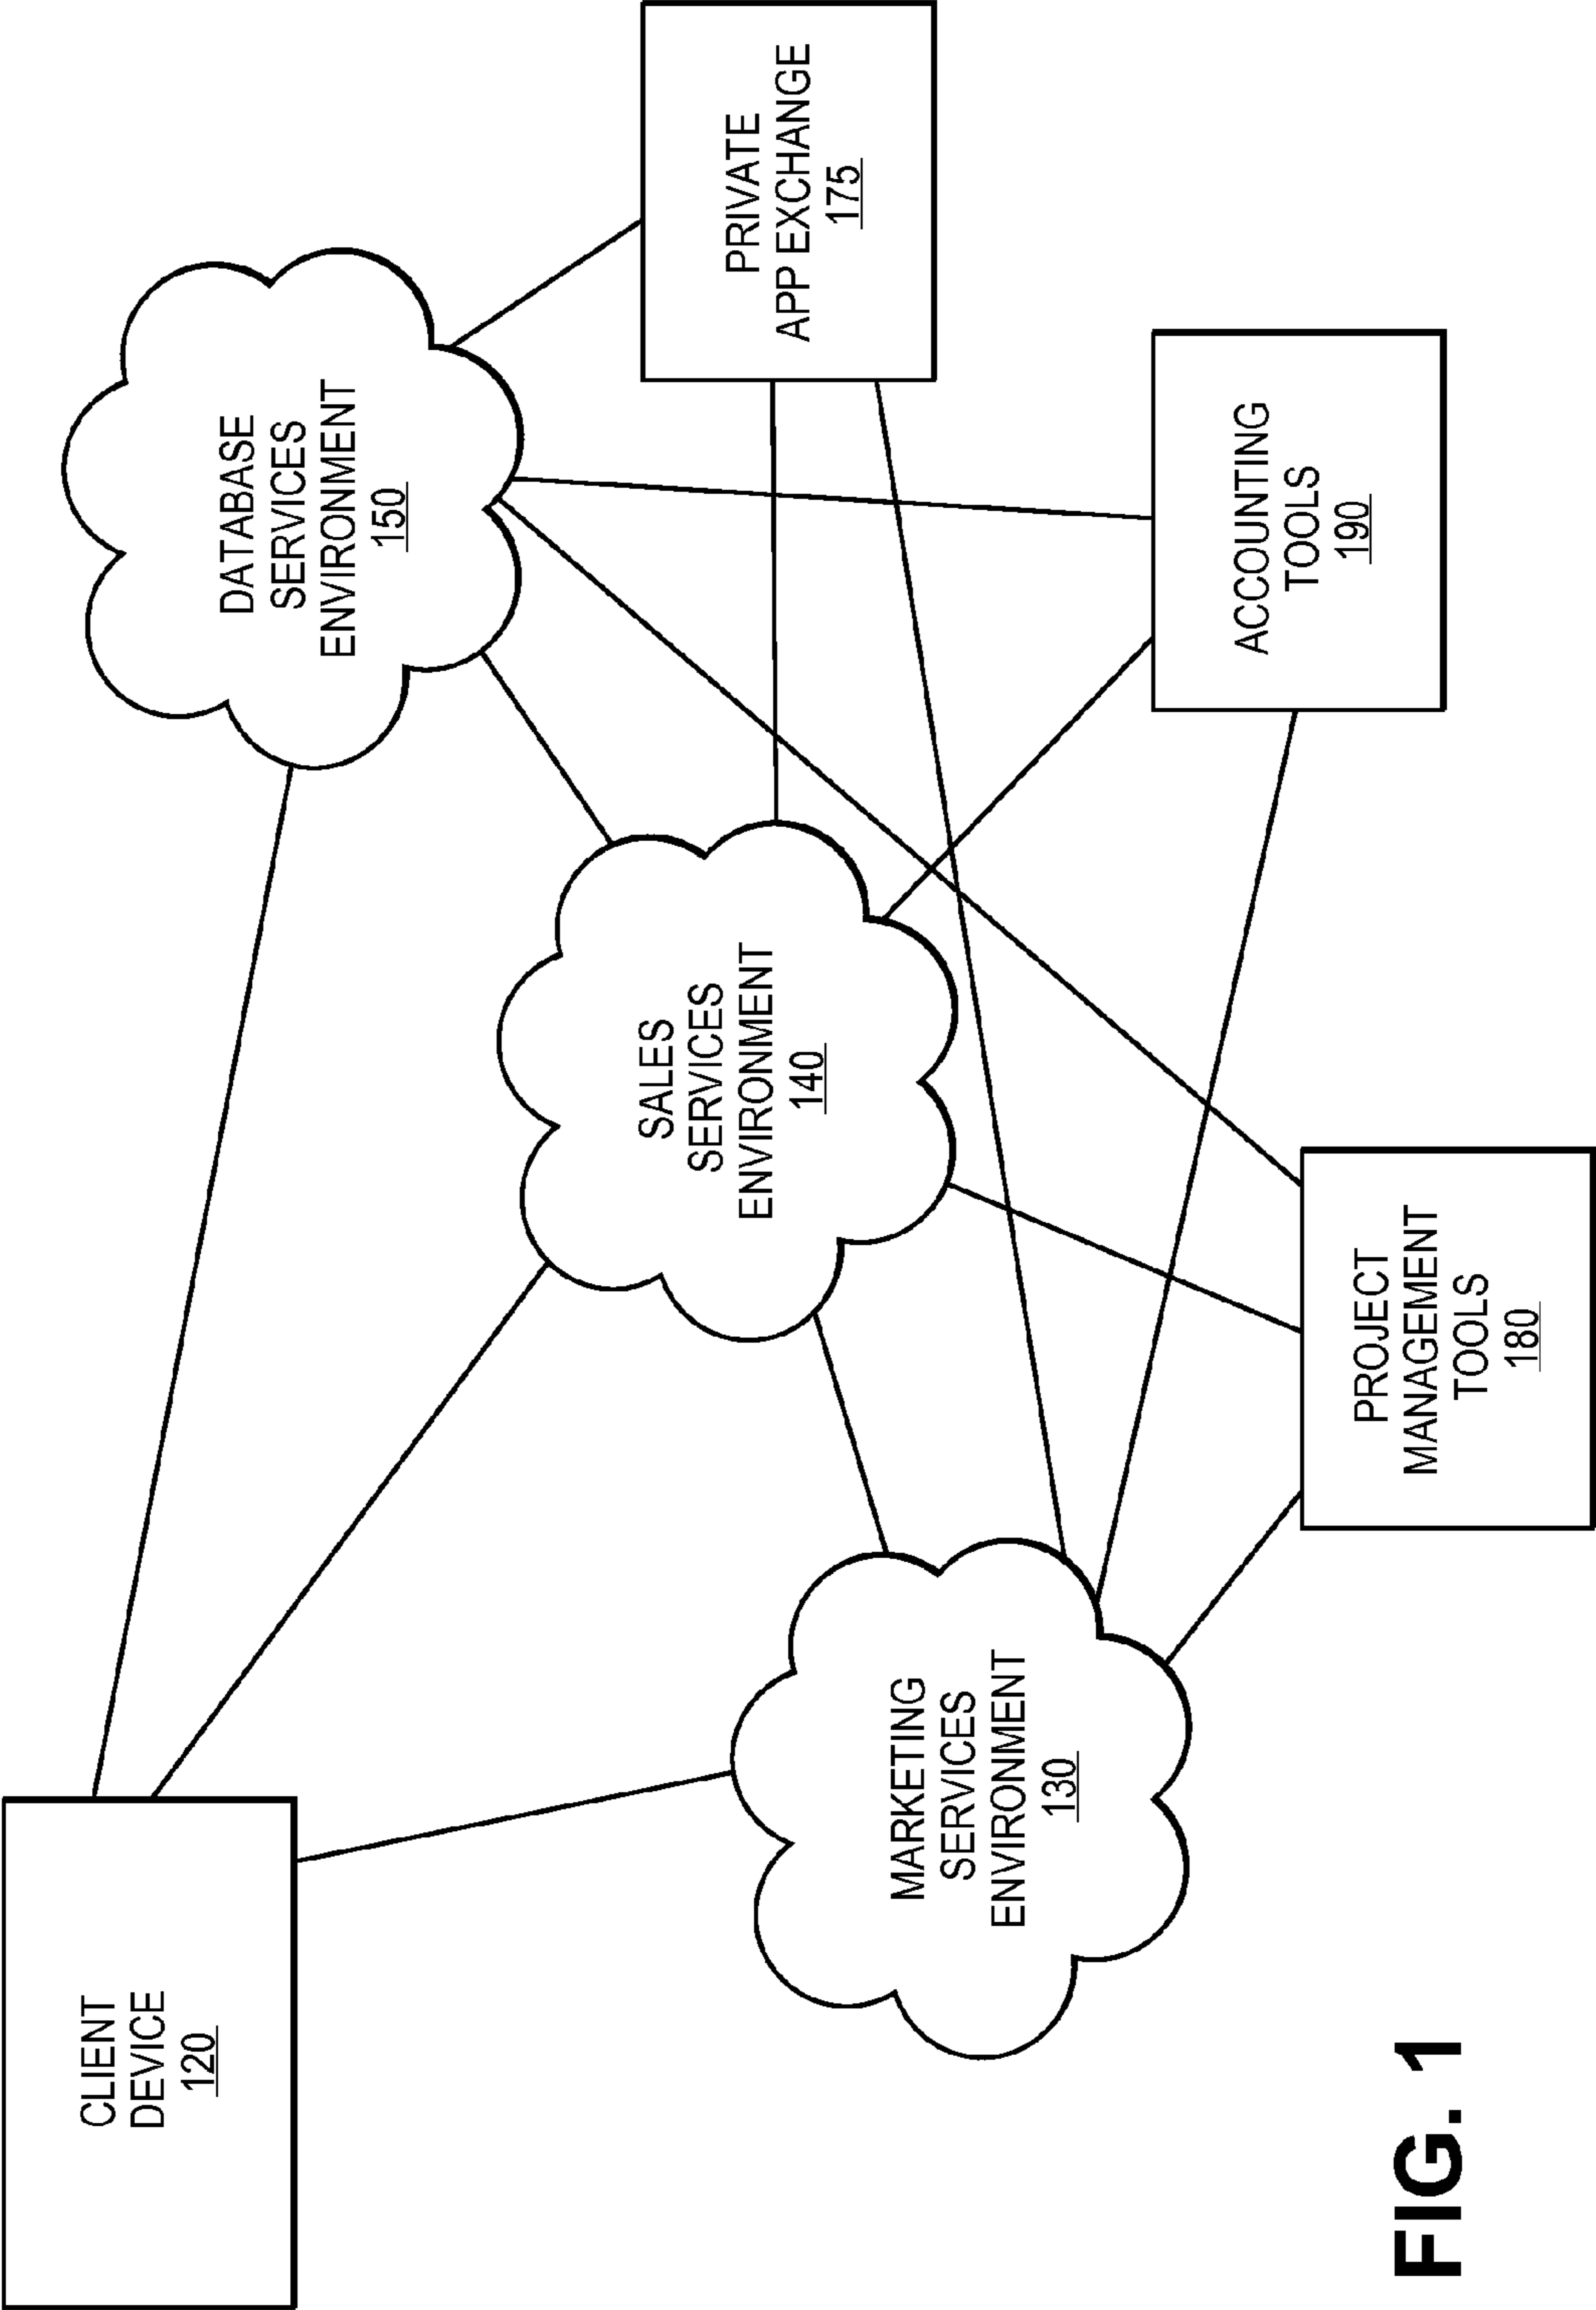 CLIENT
DEVICE
120
DATABASE
SERVICES
ENVIRONMENT
150
SALES
SERVICES
ENVIRONMENT
140
PRIVATE
APP EXCHANGE
175
MARKETING
SERVICES
ENVIRONMENT
130
ACCOUNTING
TOOLS
190
PROJECT
MANAGEMENT
TOOLS
180
FIG. 1